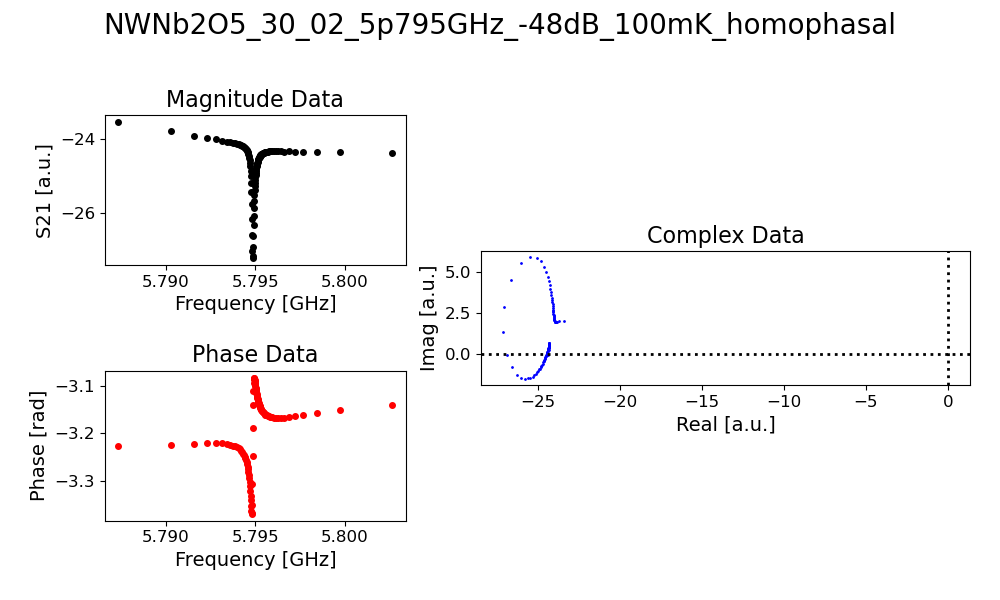 NWNb2O5_30_02_5p795GHz_-48dB_100mK_homophasal
Magnitude Data
−24
−26
S21 [a.u.]
5.790 5.795 5.800
Frequency [GHz]
Phase Data
−3.1
−3.2
−3.3
Phase [rad]
5.790 5.795 5.800
Frequency [GHz]
Complex Data
5.0
2.5
0.0
Imag [a.u.]
−25 −20 −15 −10 −5 0
Real [a.u.]